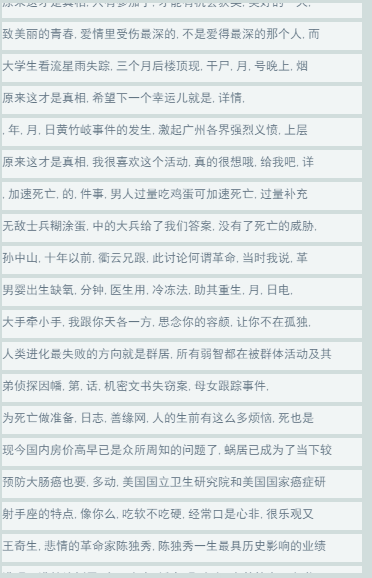 原来这才是真相, 只有参加了, 才能有机会获奖, 美好的一天,
致美丽的青春, 爱情里受伤最深的, 不是爱得最深的那个人, 而
大学生看流星雨失踪, 三个月后楼顶现, 干尸, 月, 号晚上, 烟
原来这才是真相, 希望下一个幸运儿就是, 详情,
, 年, 月, 日黄竹岐事件的发生, 激起广州各界强烈义愤, 上层
原来这才是真相, 我很喜欢这个活动, 真的很想哦, 给我吧, 详
, 加速死亡, 的, 件事, 男人过量吃鸡蛋可加速死亡, 过量补充
无敌士兵糊涂蛋, 中的大兵给了我们答案, 没有了死亡的威胁,
孙中山, 十年以前, 衢云兄跟, 此讨论何谓革命, 当时我说, 革
男婴出生缺氧, 分钟, 医生用, 冷冻法, 助其重生, 月, 日电,
大手牵小手, 我跟你天各一方, 思念你的容颜, 让你不在孤独,
人类进化最失败的方向就是群居, 所有弱智都在被群体活动及其
弟侦探因幡, 第, 话, 机密文书失窃案, 母女跟踪事件,
为死亡做准备, 日志, 善缘网, 人的生前有这么多烦恼, 死也是
现今国内房价高早已是众所周知的问题了, 蜗居已成为了当下较
预防大肠癌也要, 多动, 美国国立卫生研究院和美国国家癌症研
射手座的特点, 像你么, 吃软不吃硬, 经常口是心非, 很乐观又
王奇生, 悲情的革命家陈独秀, 陈独秀一生最具历史影响的业绩